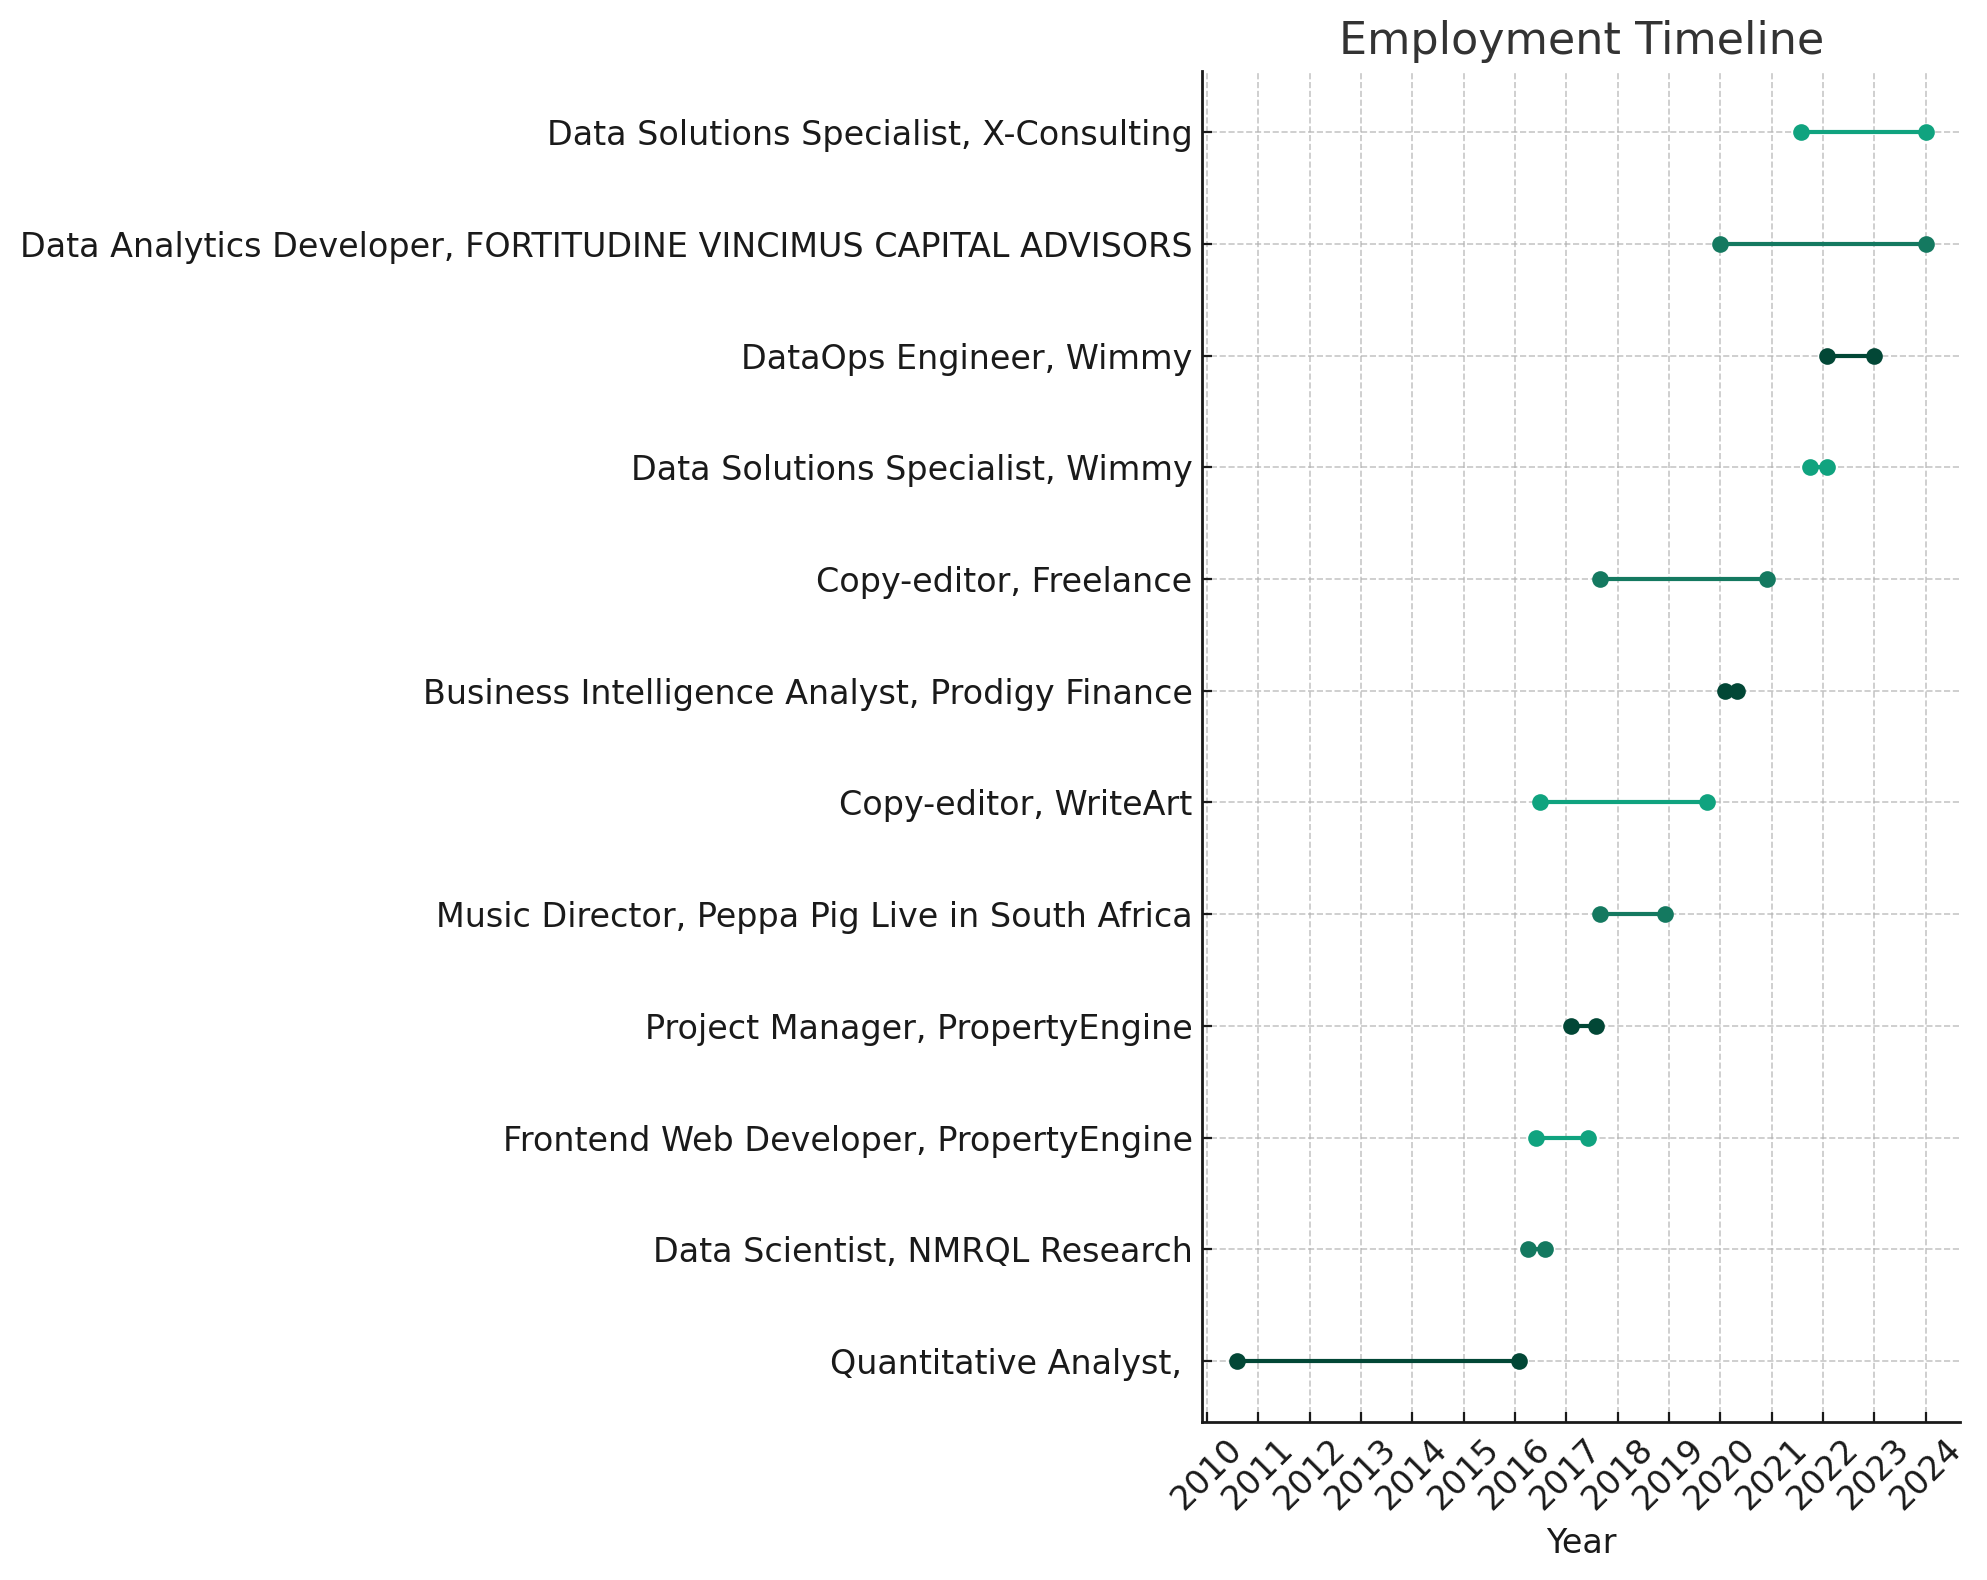 Employment Timeline
Data Solutions Specialist, X-Consulting
Data Analytics Developer, FORTITUDINE VINCIMUS CAPITAL ADVISORS
DataOps Engineer, Wimmy
Data Solutions Specialist, Wimmy
Copy-editor, Freelance
Business Intelligence Analyst, Prodigy Finance
Copy-editor, WriteArt
Music Director, Peppa Pig Live in South Africa
Project Manager, PropertyEngine
Frontend Web Developer, PropertyEngine
Data Scientist, NMRQL Research
Quantitative Analyst,
2010 2011 2012 2013 2014 2015 2016 2017 2018 2019 2020 2021 2022 2023 2024
Year